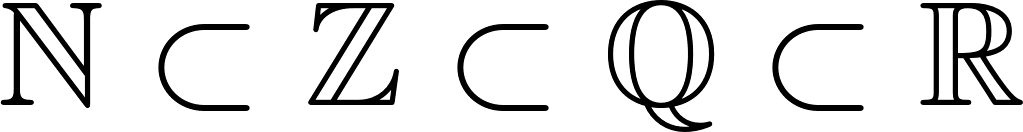 ℕ ⊂ ℤ ⊂ ℚ ⊂ ℝ